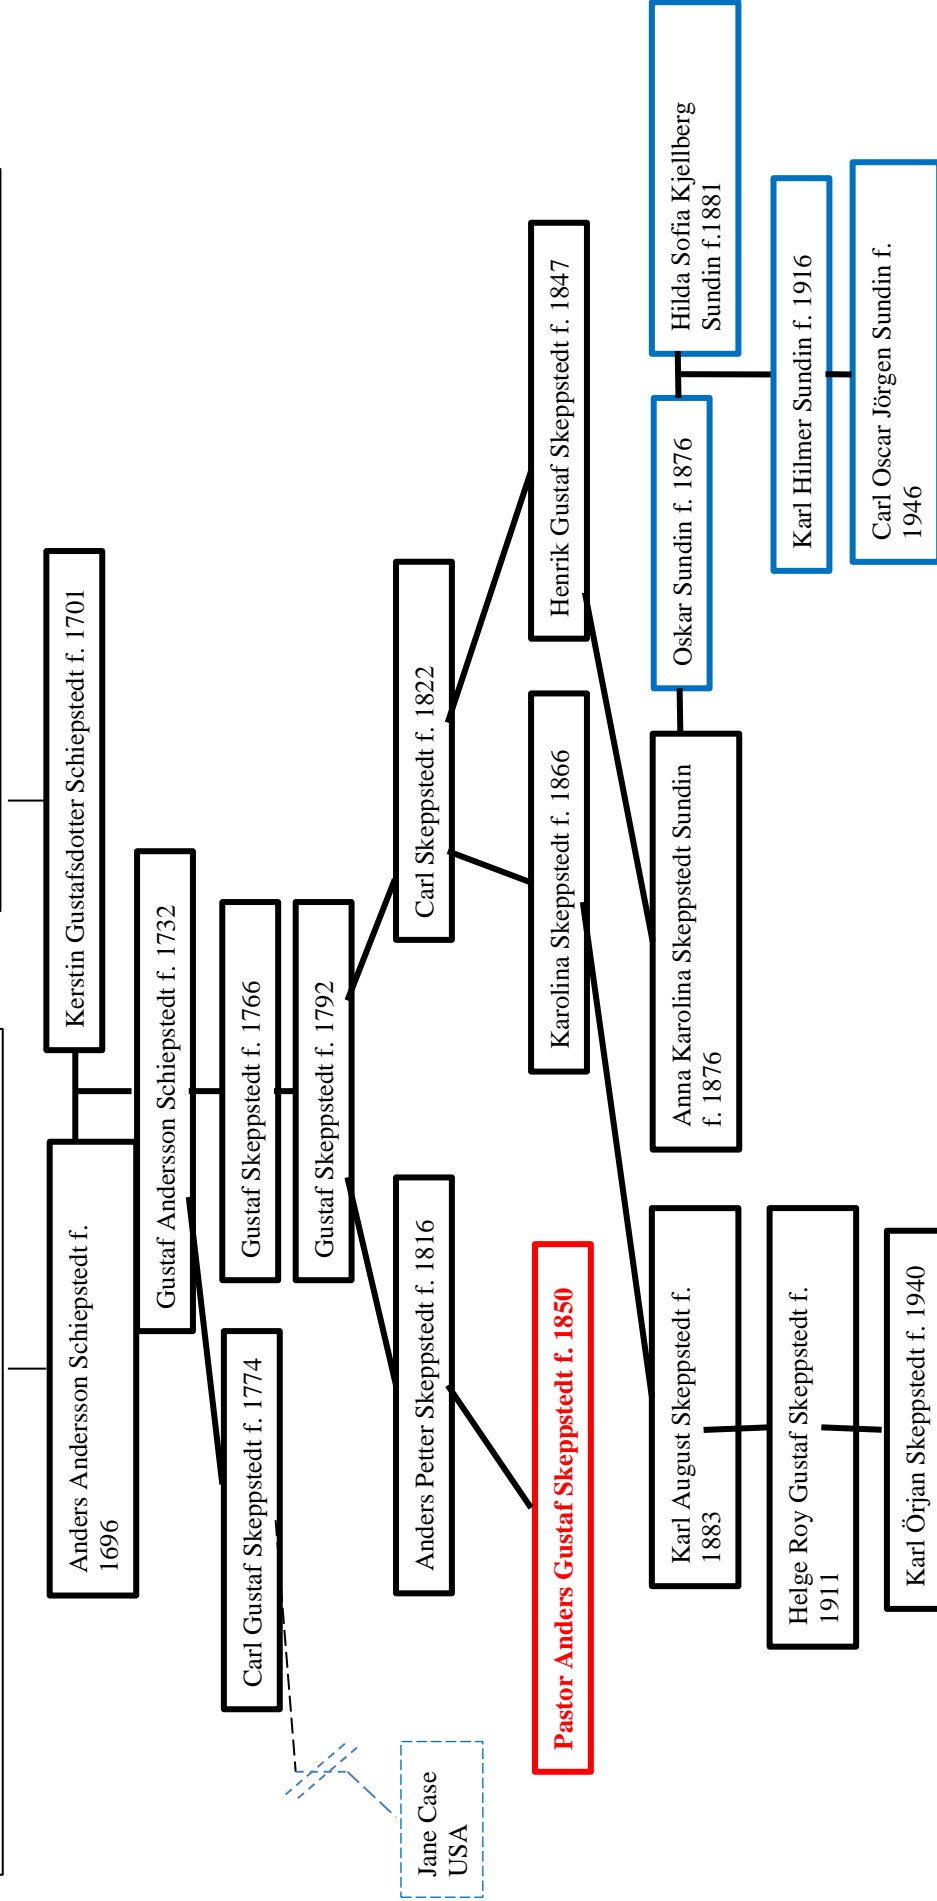 Anders Andersson Schiepstedt f.
1696
Kerstin Gustafsdotter Schiepstedt f. 1701
Gustaf Andersson Schiepstedt f. 1732
Carl Gustaf Skeppstedt f. 1774
Gustaf Skeppstedt f. 1766
Gustaf Skeppstedt f. 1792
Jane Case
USA
Anders Petter Skeppstedt f. 1816
Carl Skeppstedt f. 1822
Pastor Anders Gustaf Skeppstedt f. 1850
Karolina Skeppstedt f. 1866
Henrik Gustaf Skeppstedt f. 1847
Karl August Skeppstedt f.
1883
Anna Karolina Skeppstedt Sundin
f. 1876
Oskar Sundin f. 1876
Hilda Sofia Kjellberg
Sundin f.1881
Helge Roy Gustaf Skeppstedt f.
1911
Karl Hilmer Sundin f. 1916
Karl Örjan Skeppstedt f. 1940
Carl Oscar Jörgen Sundin f.
1946